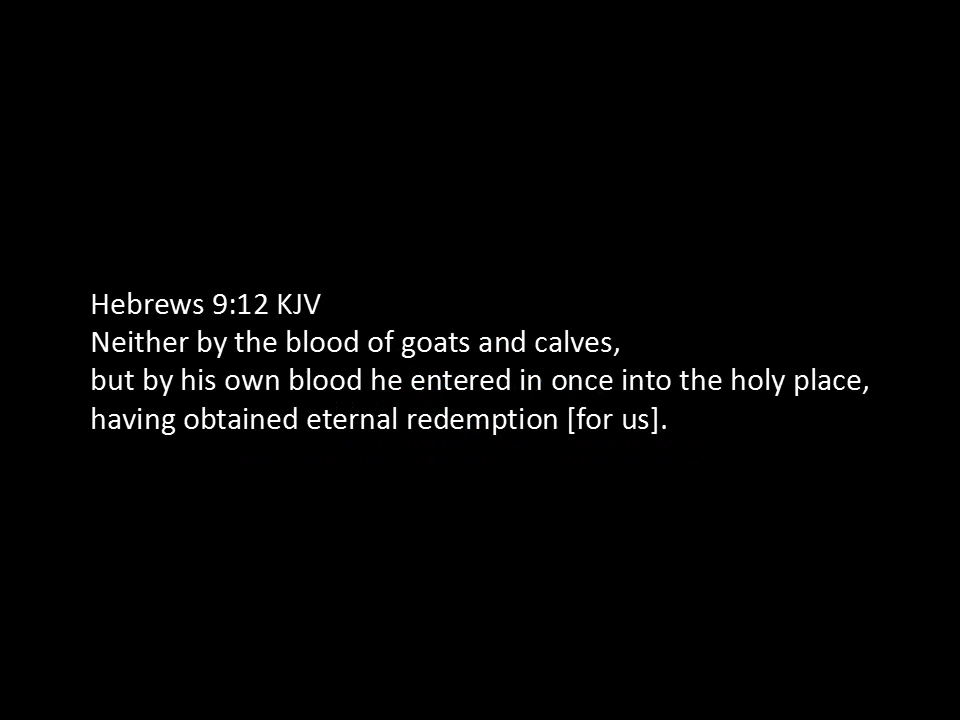 Hebrews 9:12 KJV
Neither by the blood of goats and calves,
but by his own blood he entered in once into the holy place,
having obtained eternal redemption [for us].